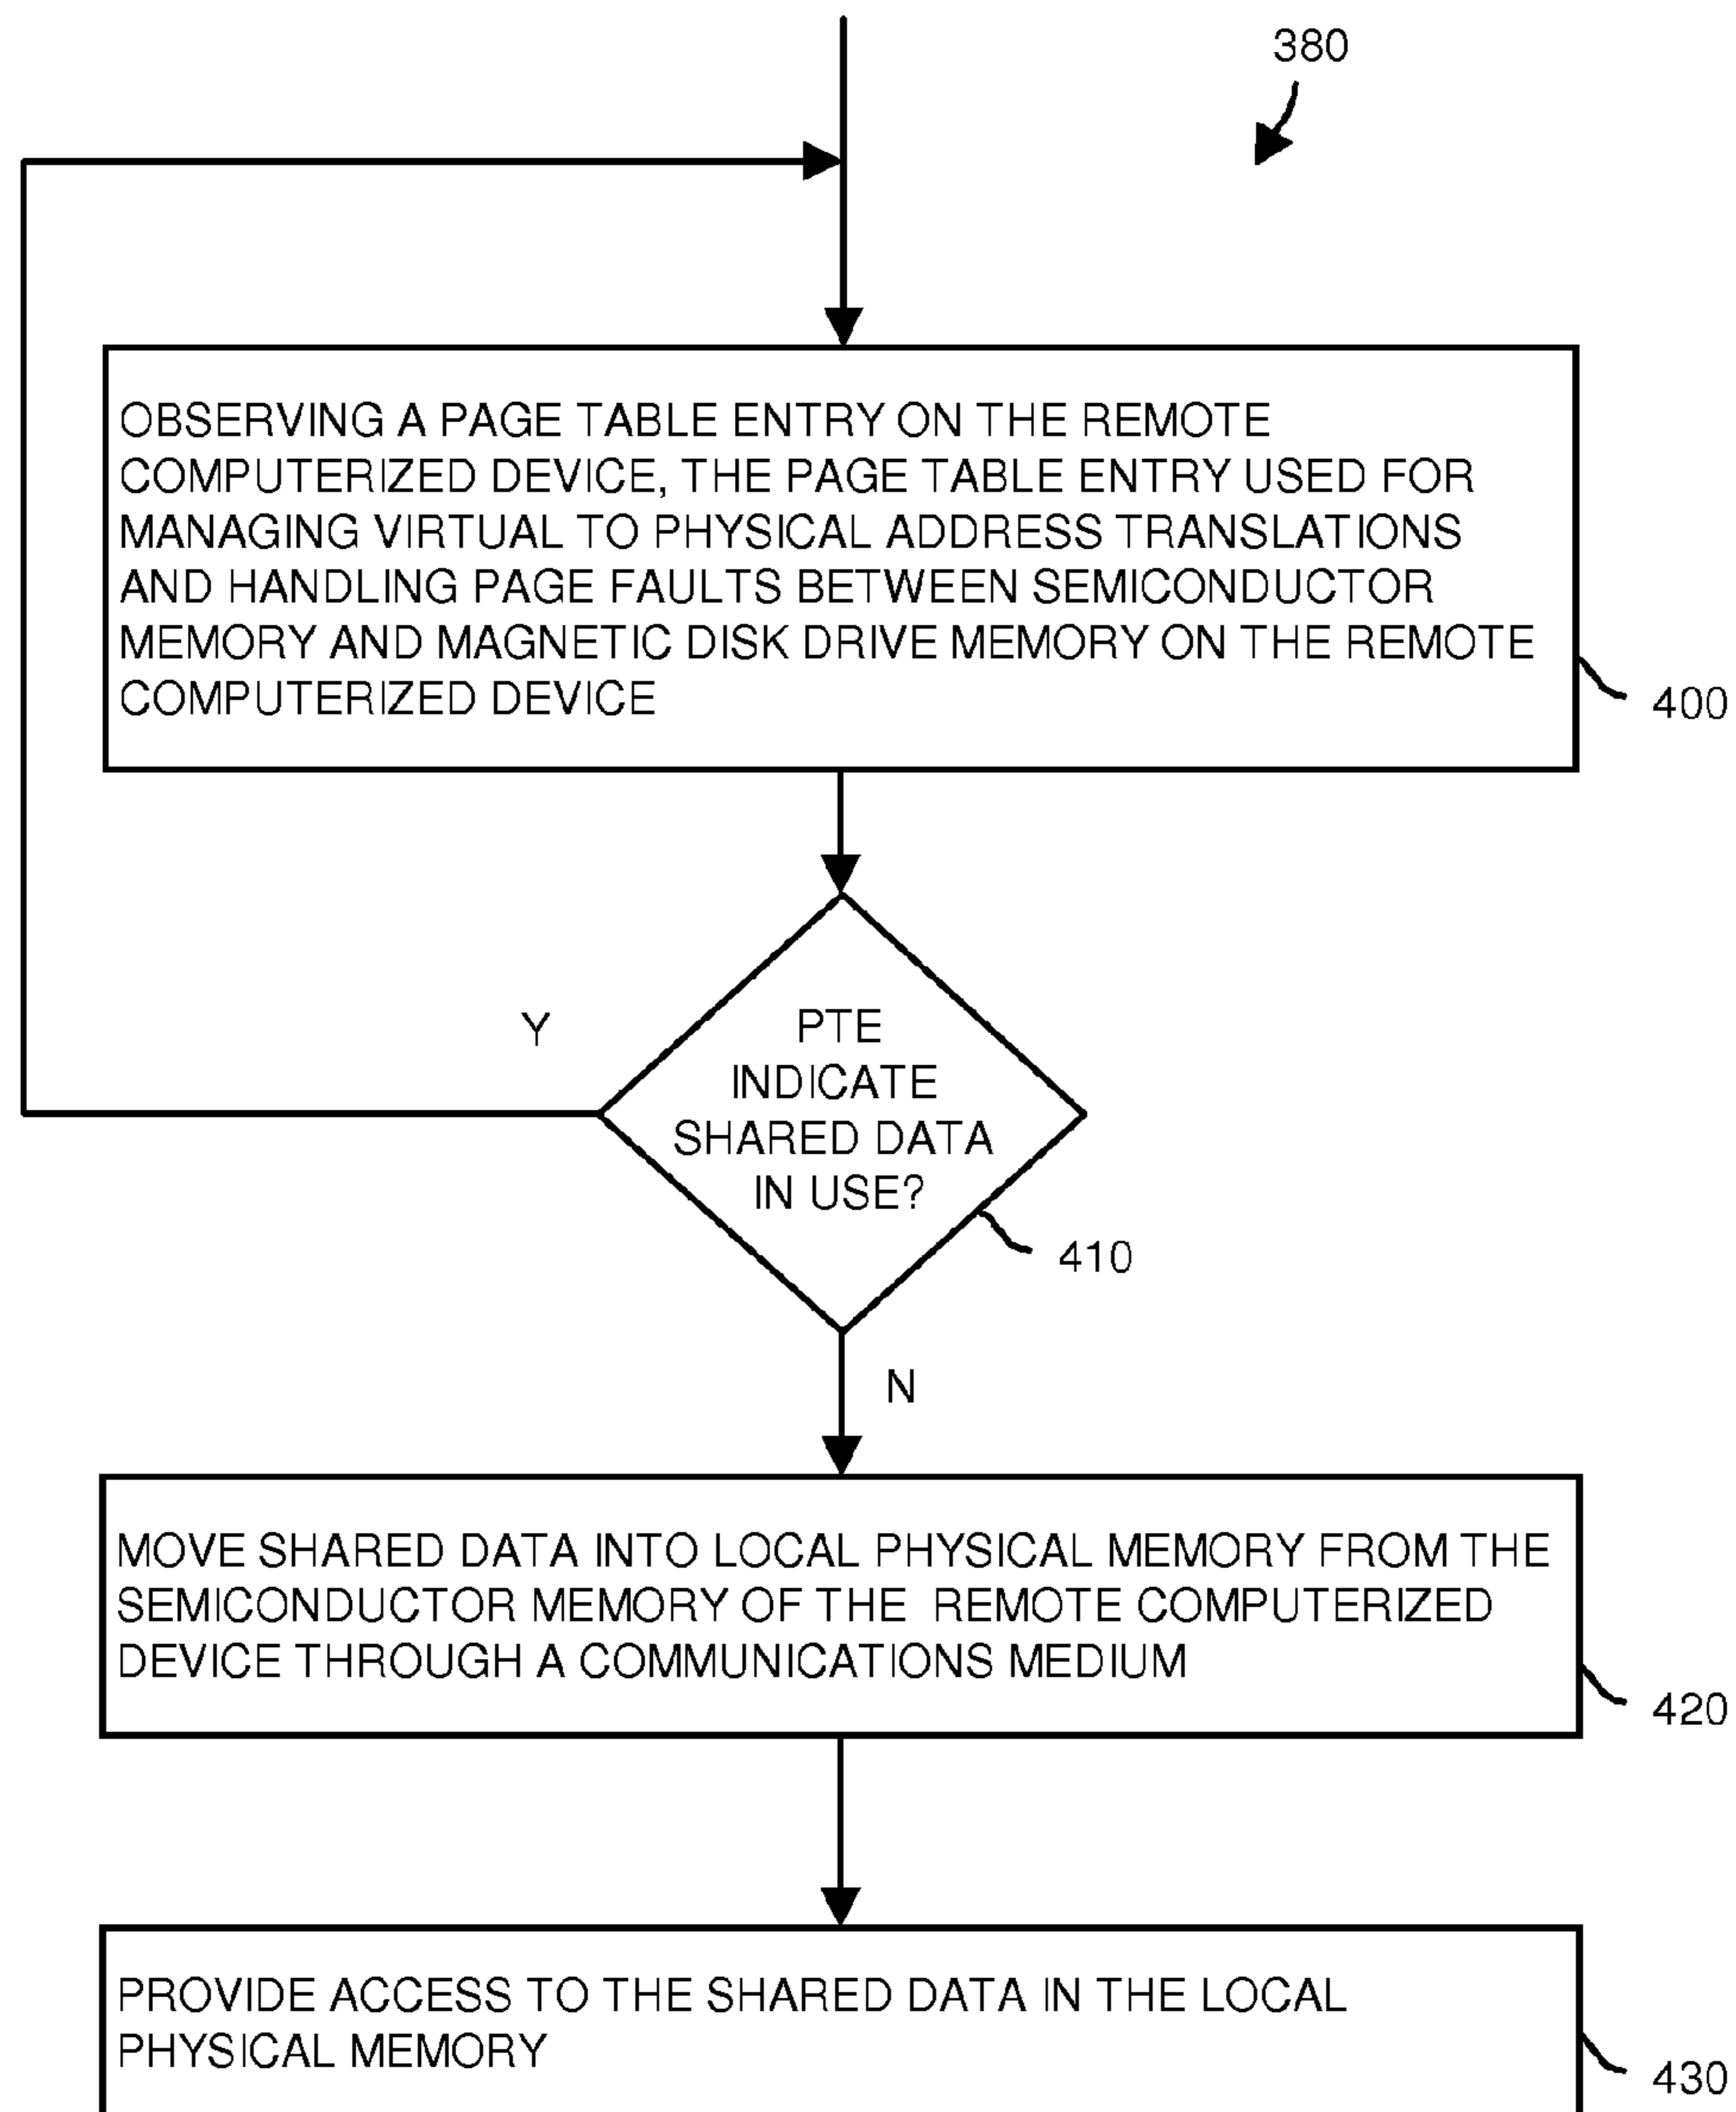 380
OBSERVING A PAGE TABLE ENTRY ON THE REMOTE
COMPUTERIZED DEVICE, THE PAGE TABLE ENTRY USED FOR
MANAGING VIRTUAL TO PHYSICAL ADDRESS TRANSLATIONS
AND HANDLING PAGE FAULTS BETWEEN SEMICONDUCTOR
MEMORY AND MAGNETIC DISK DRIVE MEMORY ON THE REMOTE
COMPUTERIZED DEVICE
400
Y
PTE
INDICATE
SHARED DATA
IN USE?
410
N
MOVE SHARED DATA INTO LOCAL PHYSICAL MEMORY FROM THE
SEMICONDUCTOR MEMORY OF THE REMOTE COMPUTERIZED
DEVICE THROUGH A COMMUNICATIONS MEDIUM
420
PROVIDE ACCESS TO THE SHARED DATA IN THE LOCAL
PHYSICAL MEMORY
430